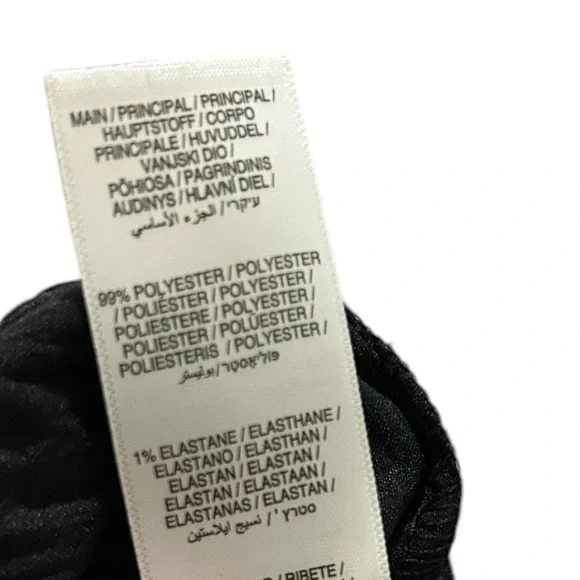 MAIN / PRINCIPAL / PRINCIPAL /
HAUPTSTOFF / CORPO
PRINCIPALE / HUVUDDEL /
VANJSKI DIO /
PÕHIOSA / PAGRINDINIS
AUDINYS / HLAVNÍ DIEL /
עיקרי / الجزء الأساسي
99% POLYESTER / POLYESTER
/ POLIÉSTER / POLYESTER /
POLIESTERE / POLYESTER /
POLIESTER / POLÜESTER /
POLIESTERIS / POLYESTER /
פוליאסטר / بوليستر
1% ELASTANE / ELASTHANE /
ELASTANO / ELASTHAN /
ELASTAN / ELASTAN /
ELASTAN / ELASTAAN /
ELASTANAS / ELASTAN /
סטרץ' / نسيج ايلاستين
/ RIBETE /